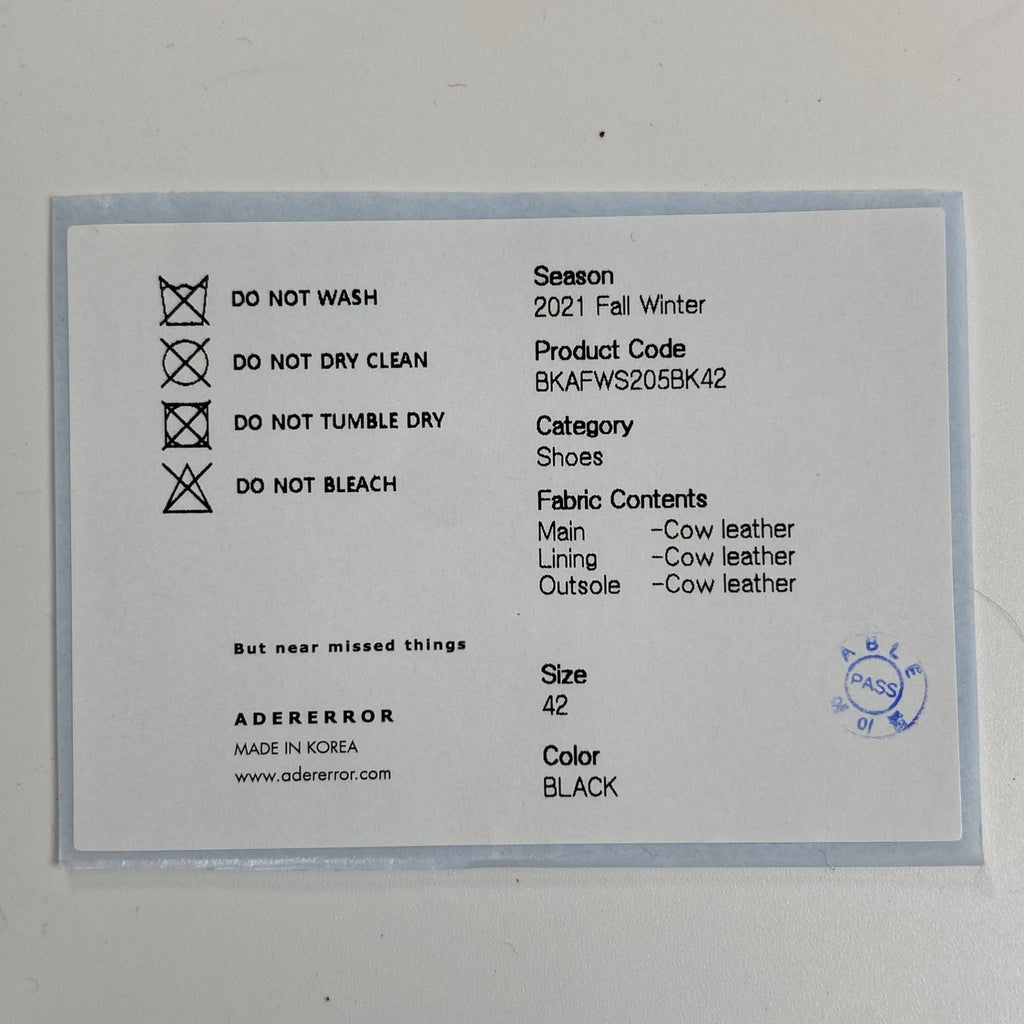 DO NOT WASH
DO NOT DRY CLEAN
DO NOT TUMBLE DRY
DO NOT BLEACH
But near missed things
ADERERROR
MADE IN KOREA
www.adererror.com
Season
2021 Fall Winter
Product Code
BKAFWS205BK42
Category
Shoes
Fabric Contents
Main -Cow leather
Lining -Cow leather
Outsole -Cow leather
Size
42
Color
BLACK
ABLE
PASS
10